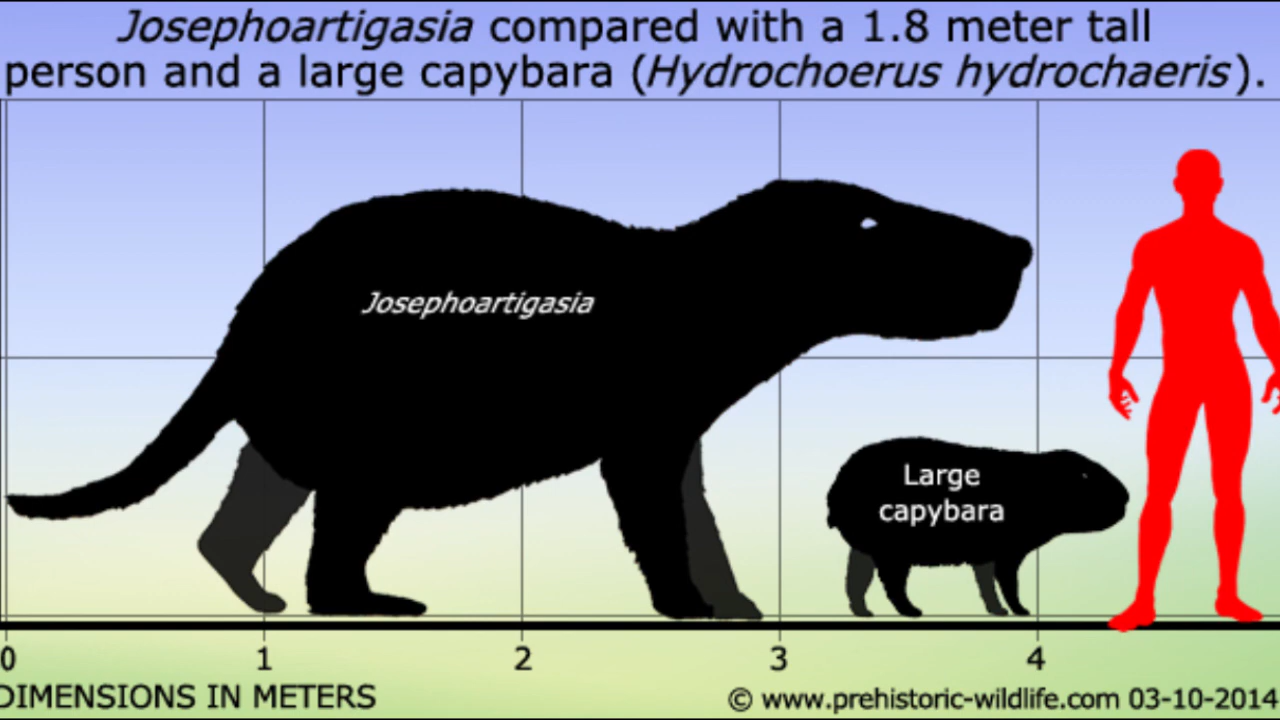 Josephoartigasia compared with a 1.8 meter tall
person and a large capybara (Hydrochoerus hydrochaeris).
Josephoartigasia
Large
capybara
0 1 2 3 4
DIMENSIONS IN METERS
© www.prehistoric-wildlife.com 03-10-2014